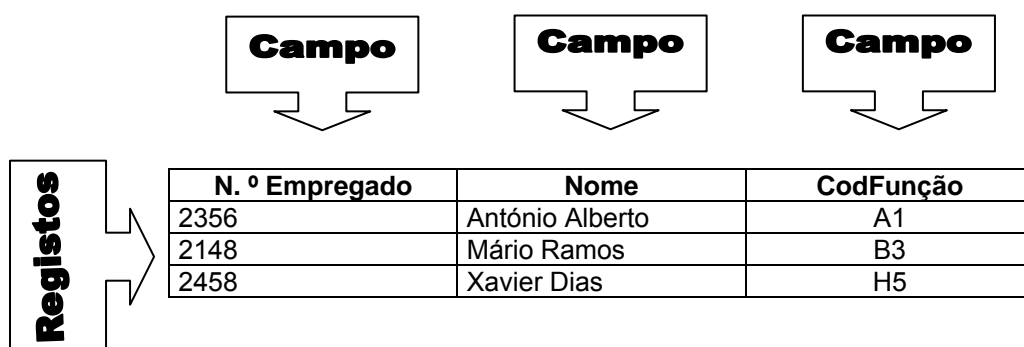 Campo Campo Campo
Registos
N. º Empregado Nome CodFunção
2356 António Alberto A1
2148 Mário Ramos B3
2458 Xavier Dias H5